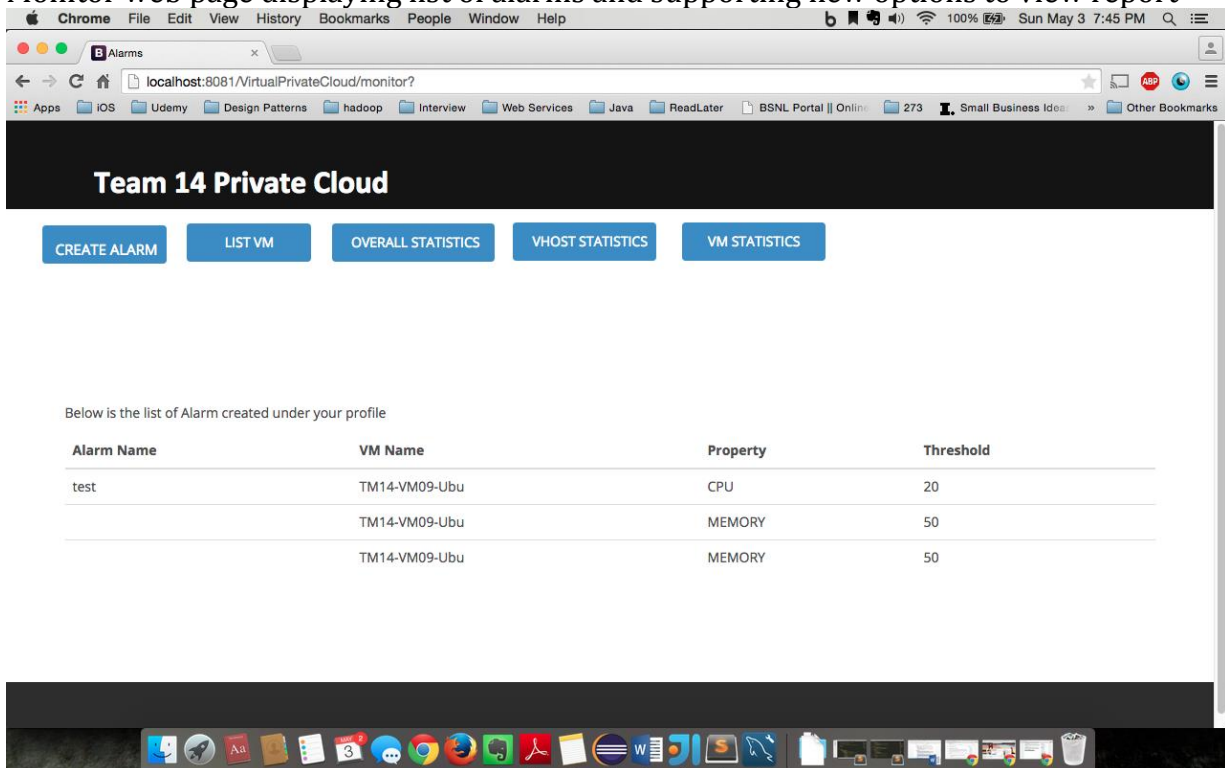 Monitor web page displaying list of alarms and supporting new options to view report
Chrome File Edit View History Bookmarks People Window Help 100% Sun May 3 7:45 PM
B Alarms
localhost:8081/VirtualPrivateCloud/monitor? ABP
Apps iOS Udemy Design Patterns hadoop Interview Web Services Java ReadLater BSNL Portal || Online 273 I. Small Business Idea » Other Bookmarks
Team 14 Private Cloud
CREATE ALARM LIST VM OVERALL STATISTICS VHOST STATISTICS VM STATISTICS
Below is the list of Alarm created under your profile
Alarm Name VM Name Property Threshold
test TM14-VM09-Ubu CPU 20
TM14-VM09-Ubu MEMORY 50
TM14-VM09-Ubu MEMORY 50
Aa MAY 3 W S